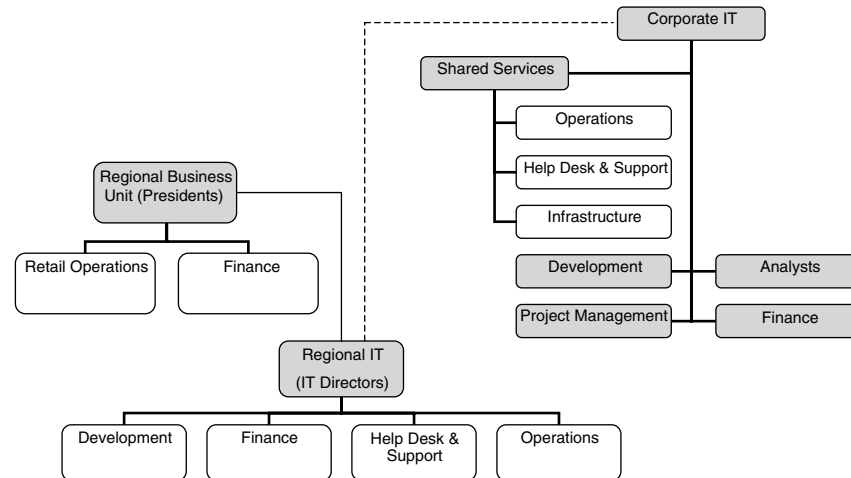 Corporate IT
Shared Services
Operations
Help Desk & Support
Infrastructure
Regional Business
Unit (Presidents)
Retail Operations
Finance
Development
Analysts
Project Management
Finance
Regional IT
(IT Directors)
Development
Finance
Help Desk &
Support
Operations